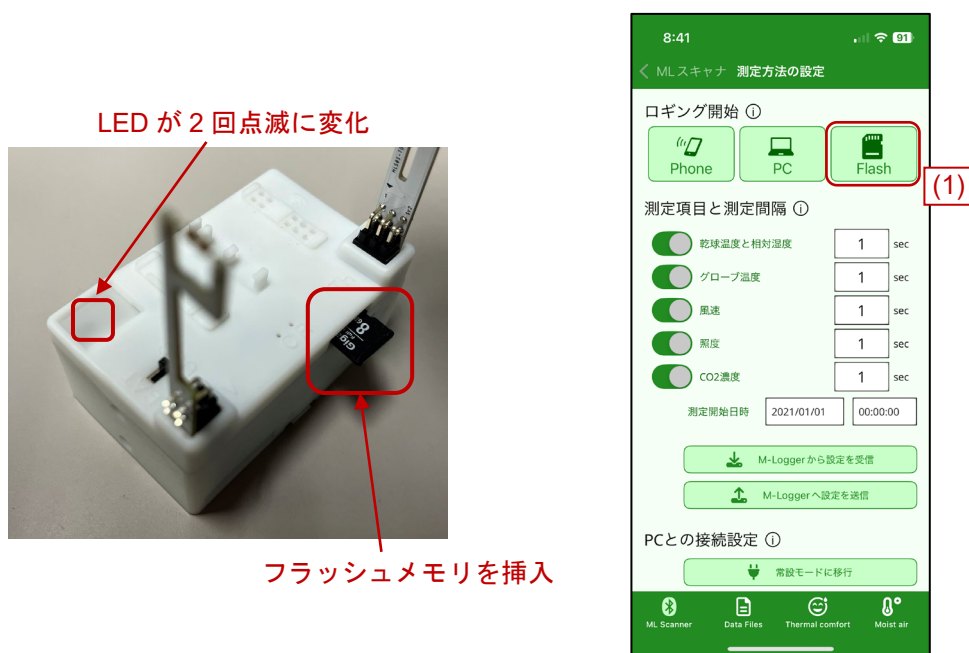 LED が 2 回点滅に変化
8
Gig
フラッシュメモリを挿入
8:41
91
MLスキャナ 測定方法の設定
ロギング開始
Phone PC Flash
(1)
測定項目と測定間隔
乾球温度と相対湿度 1 sec
グローブ温度 1 sec
風速 1 sec
照度 1 sec
CO2濃度 1 sec
測定開始日時 2021/01/01 00:00:00
M-Loggerから設定を受信
M-Loggerへ設定を送信
PCとの接続設定
常設モードに移行
ML Scanner Data Files Thermal comfort Moist air